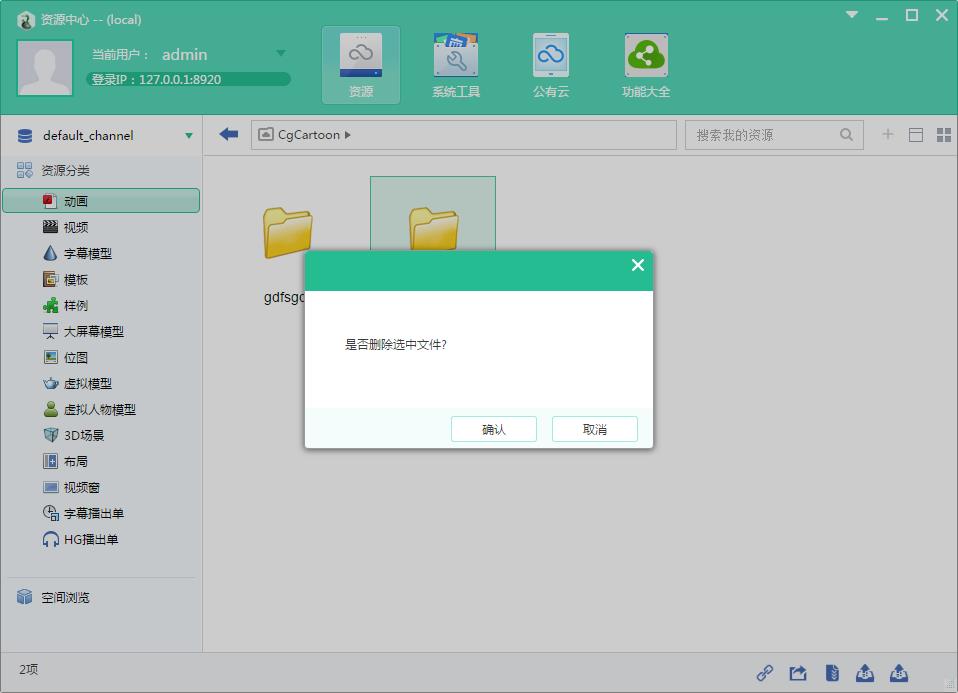 资源中心 -- (local)
当前用户： admin
登录IP：127.0.0.1:8920
资源
系统工具
公有云
功能大全
default_channel
CgCartoon
搜索我的资源
资源分类
动画
视频
字幕模型
模板
样例
大屏幕模型
位图
虚拟模型
虚拟人物模型
3D场景
布局
视频窗
字幕播出单
HG播出单
空间浏览
是否删除选中文件?
确认
取消
2项